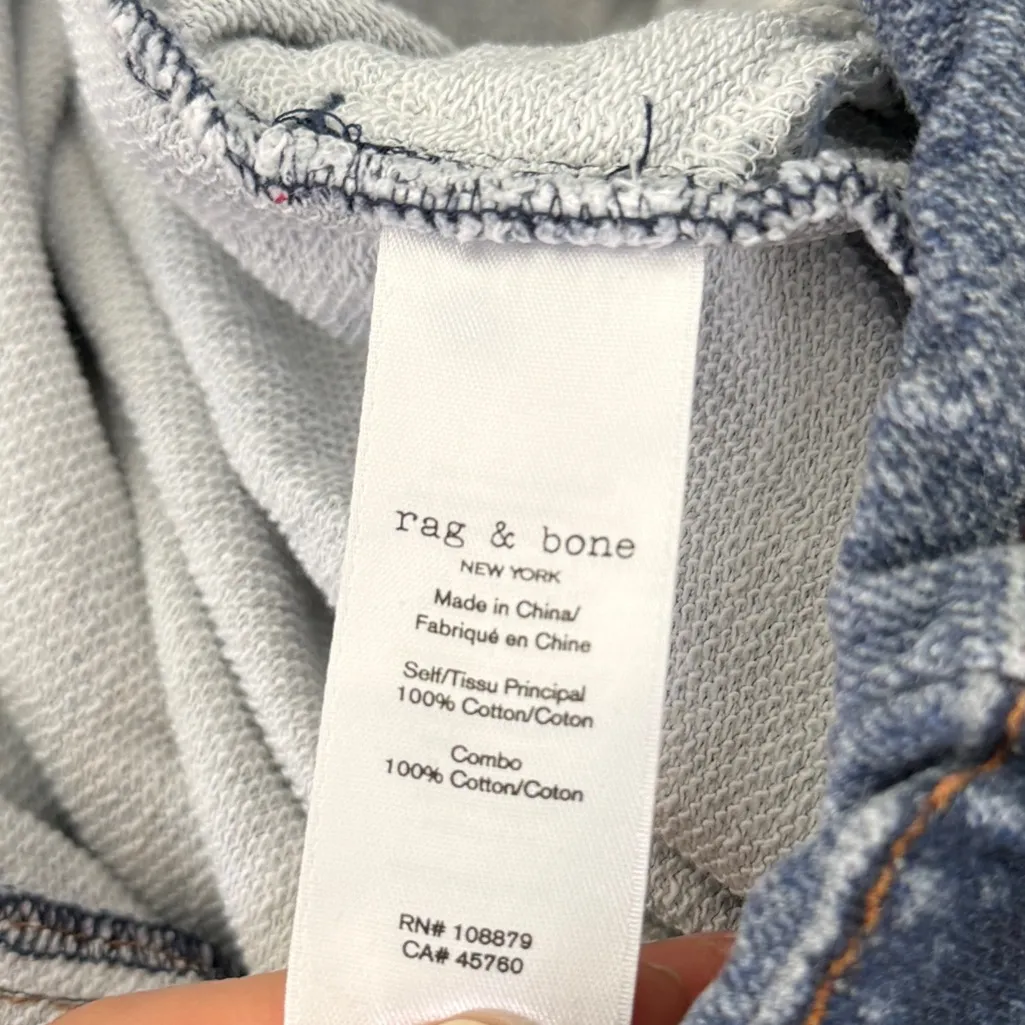 rag & bone
NEW YORK
Made in China/
Fabriqué en Chine
Self/Tissu Principal
100% Cotton/Coton
Combo
100% Cotton/Coton
RN# 108879
CA# 45760